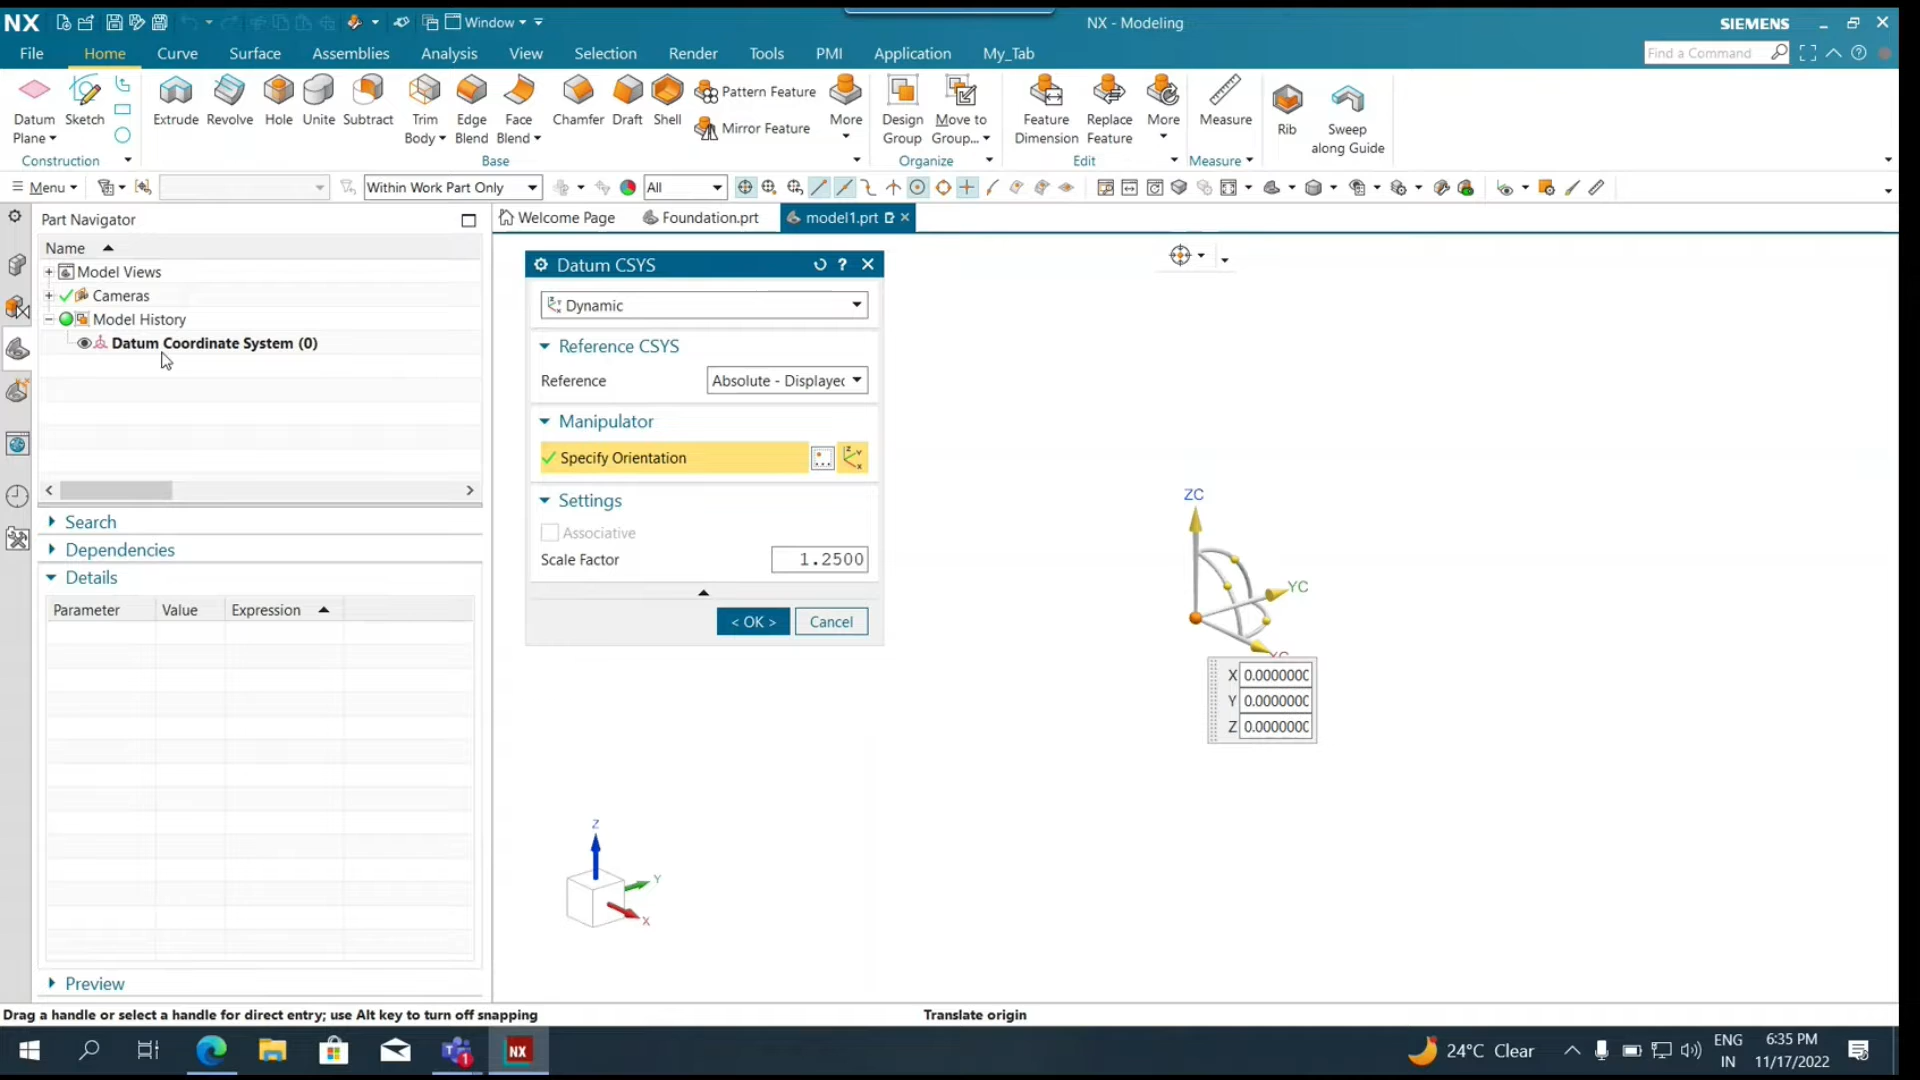 NX
Window
NX - Modeling
SIEMENS
File
Home
Curve
Surface
Assemblies
Analysis
View
Selection
Render
Tools
PMI
Application
My_Tab
Find a Command
Datum
Plane
Sketch
Extrude
Revolve
Hole
Unite
Subtract
Trim
Body
Edge
Blend
Face
Blend
Chamfer
Draft
Shell
Pattern Feature
Mirror Feature
More
Design
Group
Move to
Group...
Feature
Dimension
Replace
Feature
More
Measure
Rib
Sweep
along Guide
Construction
Base
Organize
Edit
Measure
Menu
Within Work Part Only
All
Part Navigator
Welcome Page
Foundation.prt
model1.prt
Name
Model Views
Cameras
Model History
Datum Coordinate System (0)
Search
Dependencies
Details
Parameter
Value
Expression
Preview
Datum CSYS
Dynamic
Reference CSYS
Reference
Absolute - Displayed
Manipulator
Specify Orientation
Settings
Associative
Scale Factor
1.2500
< OK >
Cancel
ZC
YC
XC
X 0.0000000
Y 0.0000000
Z 0.0000000
Z
Y
X
Drag a handle or select a handle for direct entry; use Alt key to turn off snapping
Translate origin
1
NX
24°C Clear
ENG
IN
6:35 PM
11/17/2022